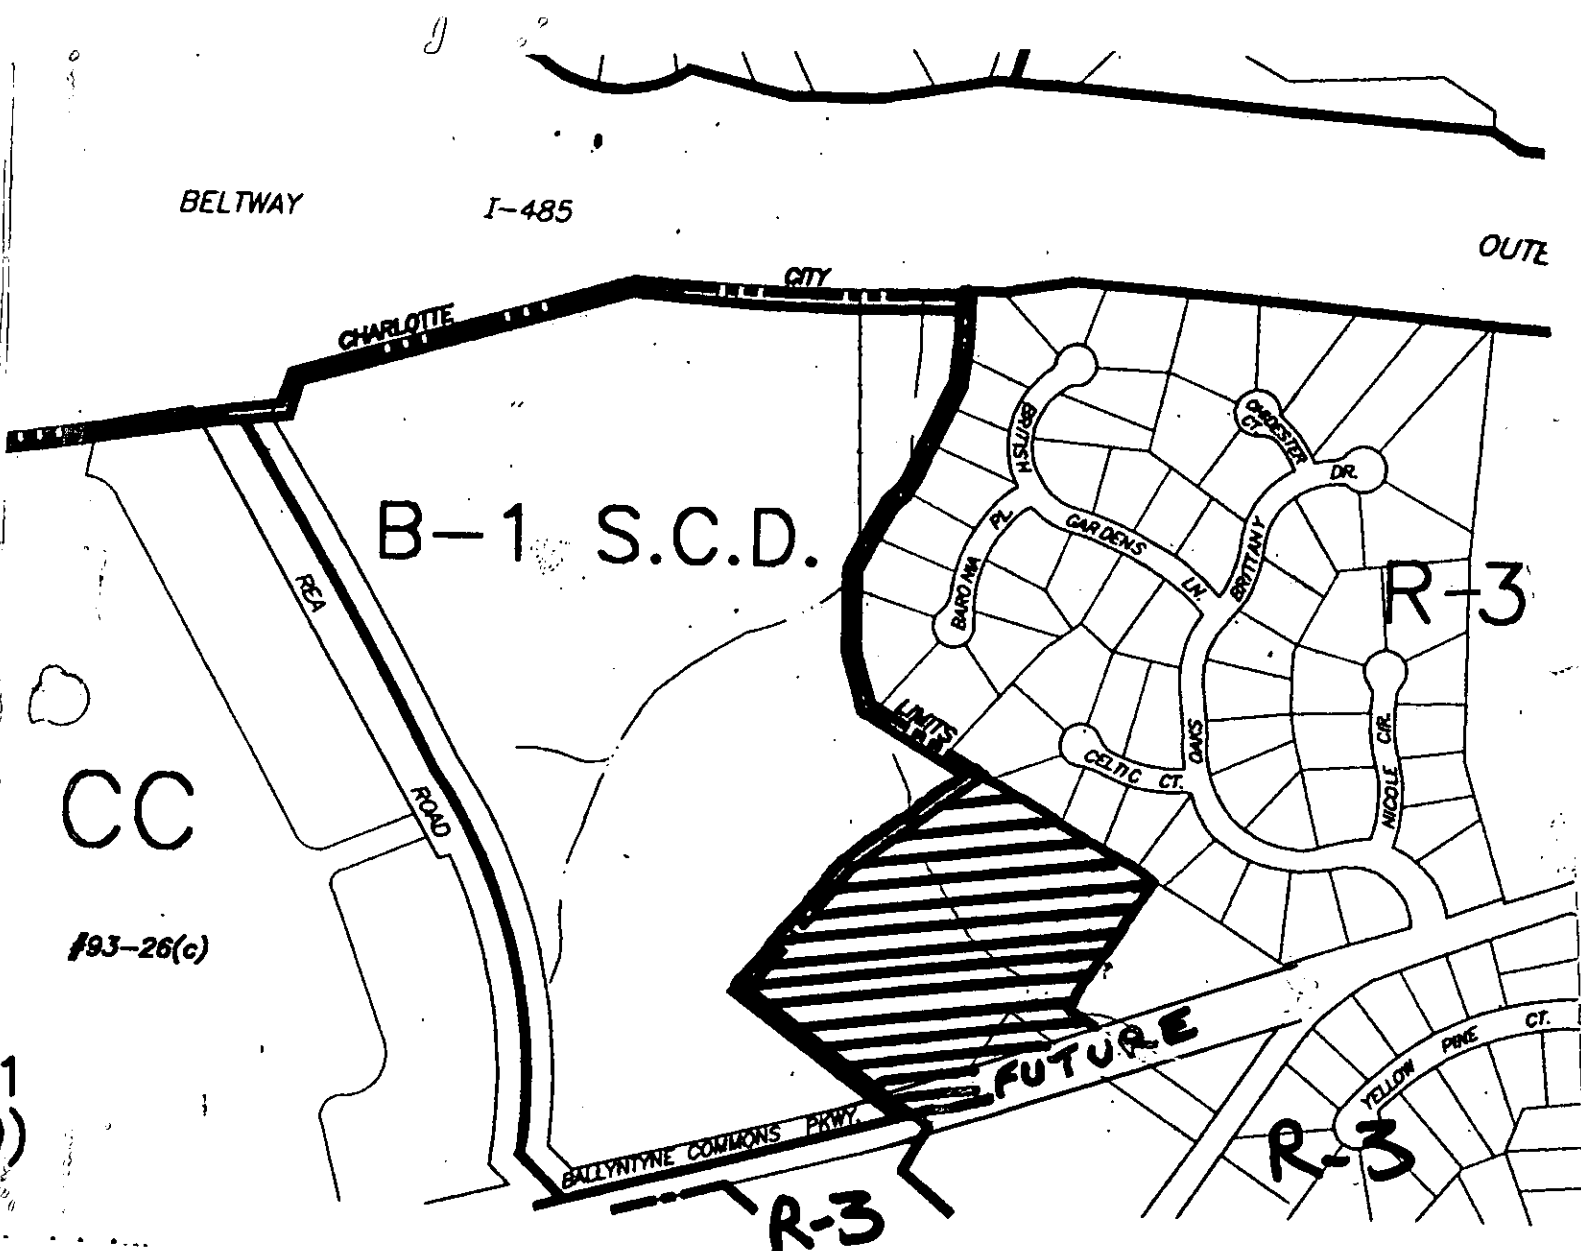 BELTWAY I-485
OUTE
CITY
CHARLOTTE
BRITISH
CT.
DR.
B-1 S.C.D.
PL
GARDENS
LN.
BRITTANY
R-3
REA
BARONIA
LIMITS
OAKS
CELTIC CT.
NICOLE CIR.
CC
ROAD
#93-26(c)
FUTURE
YELLOW PINE CT.
1
)
BALLYNTYNE COMMONS PKWY.
R-3
R-3